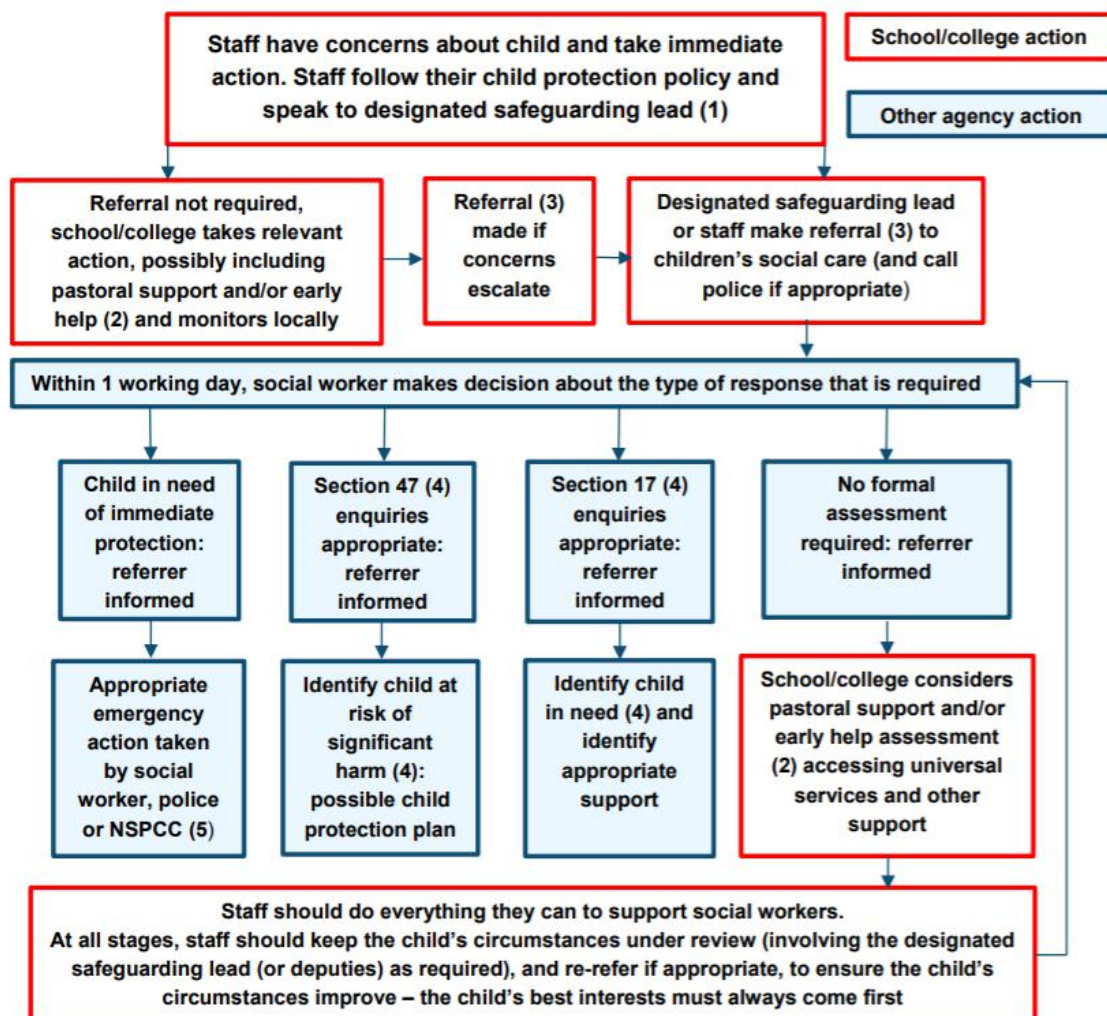 Staff have concerns about child and take immediate
action. Staff follow their child protection policy and
speak to designated safeguarding lead (1)
School/college action
Other agency action
Referral not required,
school/college takes relevant
action, possibly including
pastoral support and/or early
help (2) and monitors locally
Referral (3)
made if
concerns
escalate
Designated safeguarding lead
or staff make referral (3) to
children’s social care (and call
police if appropriate)
Within 1 working day, social worker makes decision about the type of response that is required
Child in need
of immediate
protection:
referrer
informed
Section 47 (4)
enquiries
appropriate:
referrer
informed
Section 17 (4)
enquiries
appropriate:
referrer
informed
No formal
assessment
required: referrer
informed
Appropriate
emergency
action taken
by social
worker, police
or NSPCC (5)
Identify child at
risk of
significant
harm (4):
possible child
protection plan
Identify child
in need (4) and
identify
appropriate
support
School/college considers
pastoral support and/or
early help assessment
(2) accessing universal
services and other
support
Staff should do everything they can to support social workers.
At all stages, staff should keep the child’s circumstances under review (involving the designated
safeguarding lead (or deputies) as required), and re-refer if appropriate, to ensure the child’s
circumstances improve – the child’s best interests must always come first